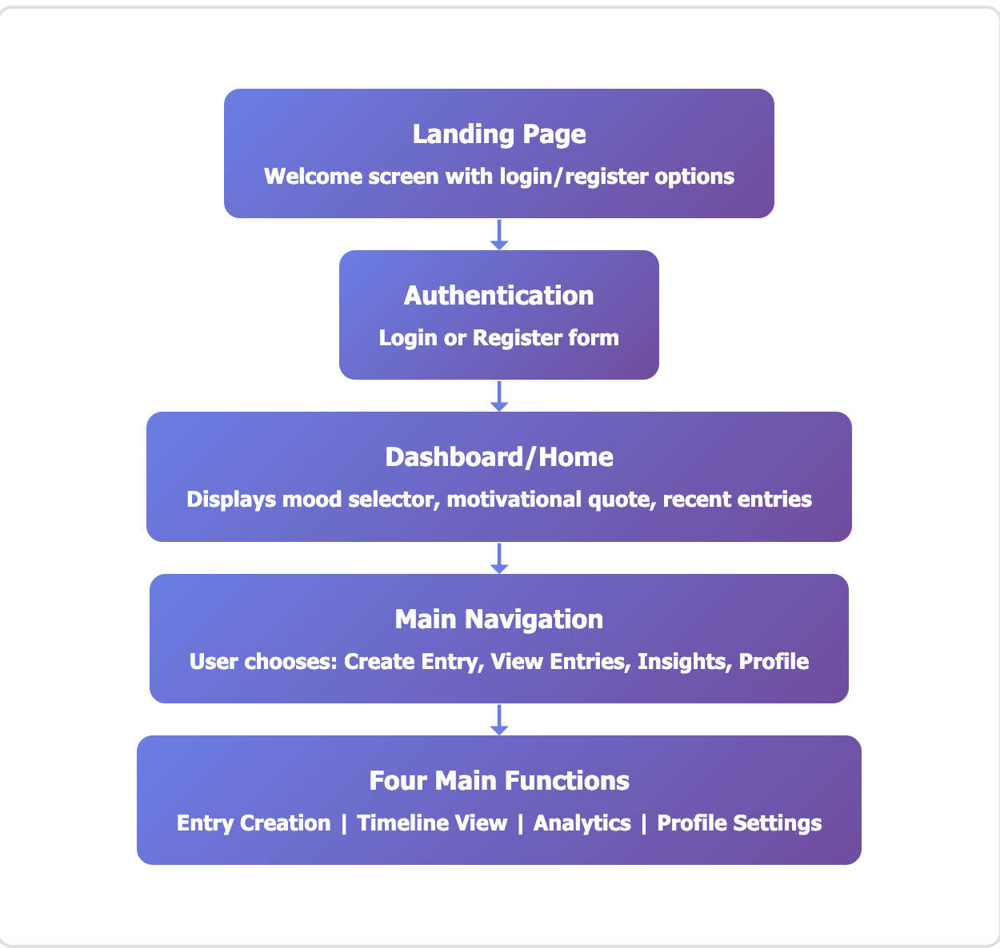 Landing Page
Welcome screen with login/register options
Authentication
Login or Register form
Dashboard/Home
Displays mood selector, motivational quote, recent entries
Main Navigation
User chooses: Create Entry, View Entries, Insights, Profile
Four Main Functions
Entry Creation | Timeline View | Analytics | Profile Settings